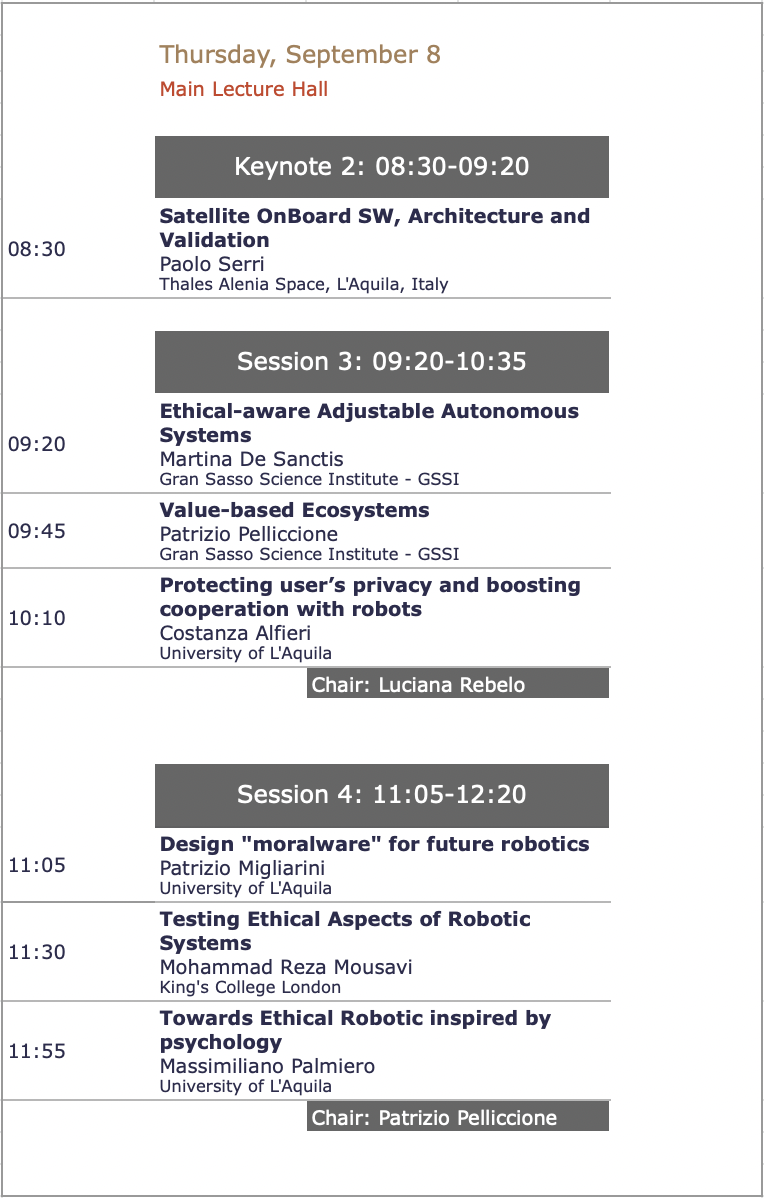 Thursday, September 8
Main Lecture Hall
Keynote 2: 08:30-09:20
08:30
Satellite OnBoard SW, Architecture and
Validation
Paolo Serri
Thales Alenia Space, L'Aquila, Italy
Session 3: 09:20-10:35
09:20
Ethical-aware Adjustable Autonomous
Systems
Martina De Sanctis
Gran Sasso Science Institute - GSSI
09:45
Value-based Ecosystems
Patrizio Pelliccione
Gran Sasso Science Institute - GSSI
10:10
Protecting user’s privacy and boosting
cooperation with robots
Costanza Alfieri
University of L'Aquila
Chair: Luciana Rebelo
Session 4: 11:05-12:20
11:05
Design "moralware" for future robotics
Patrizio Migliarini
University of L'Aquila
11:30
Testing Ethical Aspects of Robotic
Systems
Mohammad Reza Mousavi
King's College London
11:55
Towards Ethical Robotic inspired by
psychology
Massimiliano Palmiero
University of L'Aquila
Chair: Patrizio Pelliccione